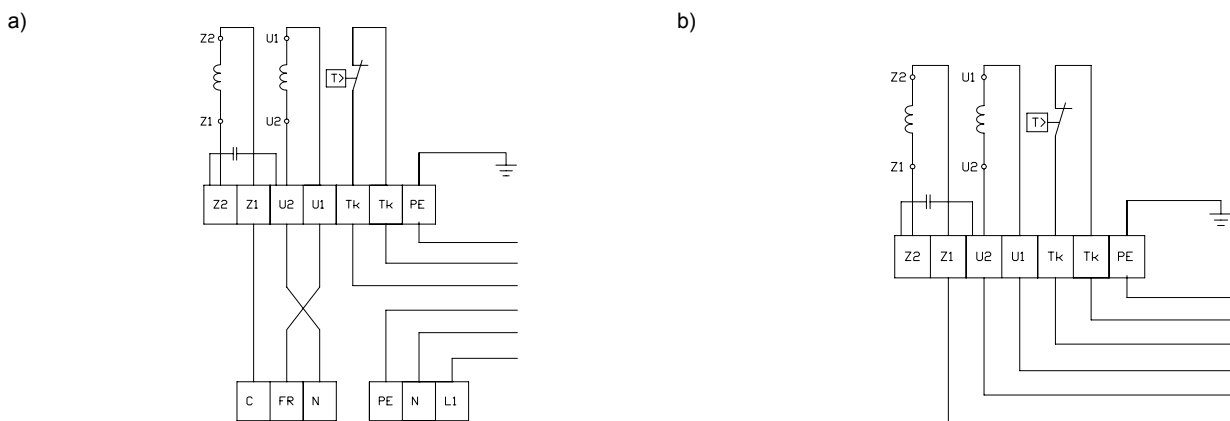 a)
Z2 U1
T>
Z1 U2
Z2 Z1 U2 U1 Tk Tk PE
C FR N PE N L1
b)
Z2 U1
T>
Z1 U2
Z2 Z1 U2 U1 Tk Tk PE